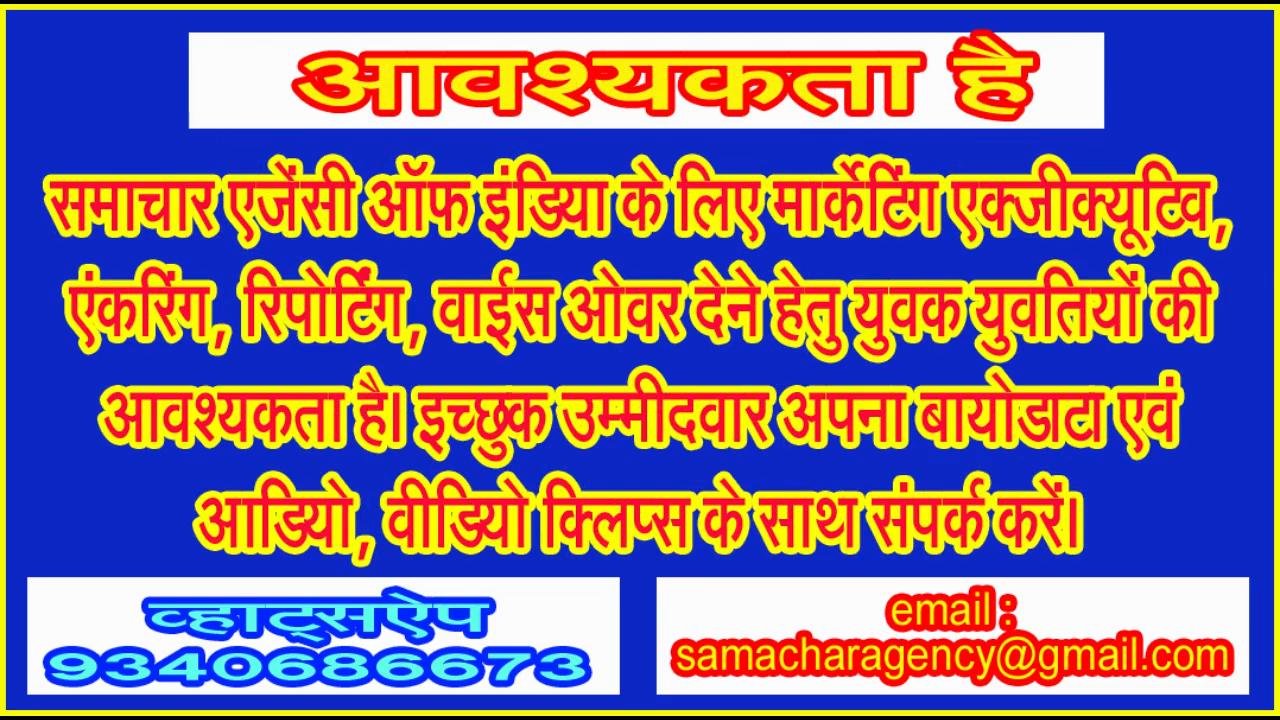 आवश्यकता है
समाचार एजेंसी ऑफ इंडिया के लिए मार्केटिंग एक्जीक्यूटिव,
एंकरिंग, रिपोर्टिंग, वाईस ओवर देने हेतु युवक युवतियों की
आवश्यकता है। इच्छुक उम्मीदवार अपना बायोडाटा एवं
आडियो, वीडियो क्लिप्स के साथ संपर्क करें।
व्हाट्सऐप
9340686673
email :
samacharagency@gmail.com